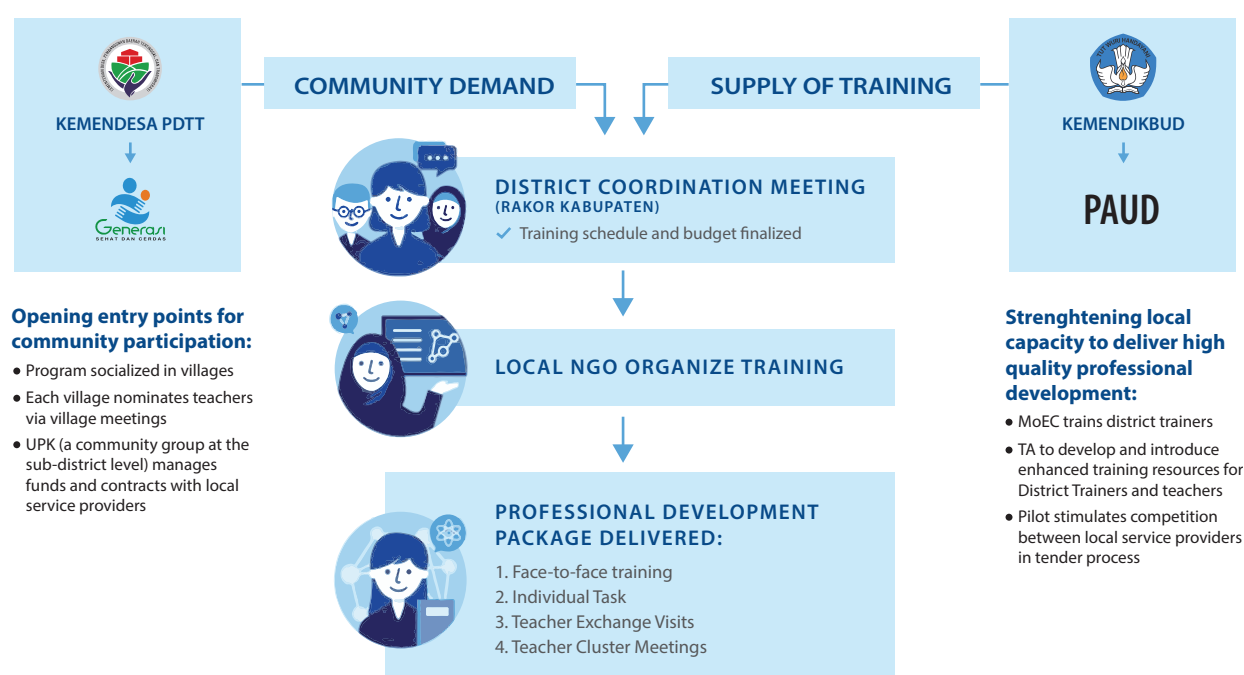 KEMENDESA PDTT
Generasi
SEHAT DAN CERDAS
COMMUNITY DEMAND
SUPPLY OF TRAINING
TUT WURI HANDAYANI
KEMENDIKBUD
PAUD
DISTRICT COORDINATION MEETING
(RAKOR KABUPATEN)
✓ Training schedule and budget finalized
LOCAL NGO ORGANIZE TRAINING
PROFESSIONAL DEVELOPMENT
PACKAGE DELIVERED:
1. Face-to-face training
2. Individual Task
3. Teacher Exchange Visits
4. Teacher Cluster Meetings
Opening entry points for
community participation:
• Program socialized in villages
• Each village nominates teachers
via village meetings
• UPK (a community group at the
sub-district level) manages
funds and contracts with local
service providers
Strenghtening local
capacity to deliver high
quality professional
development:
• MoEC trains district trainers
• TA to develop and introduce
enhanced training resources for
District Trainers and teachers
• Pilot stimulates competition
between local service providers
in tender process